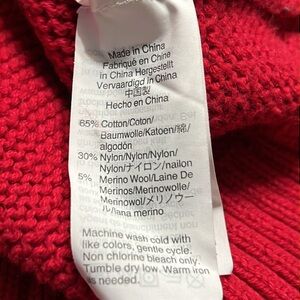 Made in China
Fabriqué en Chine
in China Hergestellt
Vervaardigd in China
中国製
Hecho en China
65% Cotton/Coton/
Baumwolle/Katoen/綿/
algodón
30% Nylon/Nylon/Nylon/
Nylon/ナイロン/nailon
5% Merino Wool/Laine De
Merinos/Merinowolle/
Merinowol/メリノウー
ル/lana merino
Machine wash cold with
like colors, gentle cycle.
Non chlorine bleach only.
Tumble dry low. Warm iron
as needed.